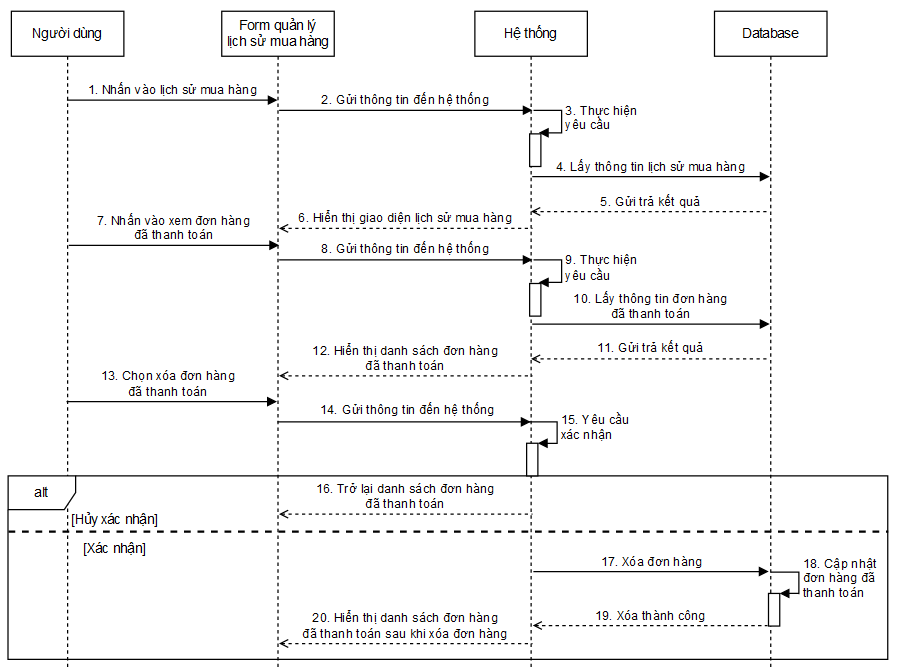 Người dùng
Form quản lý
lịch sử mua hàng
Hệ thống
Database
1. Nhấn vào lịch sử mua hàng
2. Gửi thông tin đến hệ thống
3. Thực hiện
yêu cầu
4. Lấy thông tin lịch sử mua hàng
5. Gửi trả kết quả
6. Hiển thị giao diện lịch sử mua hàng
7. Nhấn vào xem đơn hàng
đã thanh toán
8. Gửi thông tin đến hệ thống
9. Thực hiện
yêu cầu
10. Lấy thông tin đơn hàng
đã thanh toán
11. Gửi trả kết quả
12. Hiển thị danh sách đơn hàng
đã thanh toán
13. Chọn xóa đơn hàng
đã thanh toán
14. Gửi thông tin đến hệ thống
15. Yêu cầu
xác nhận
alt
16. Trở lại danh sách đơn hàng
đã thanh toán
[Hủy xác nhận]
[Xác nhận]
17. Xóa đơn hàng
18. Cập nhật
đơn hàng đã
thanh toán
19. Xóa thành công
20. Hiển thị danh sách đơn hàng
đã thanh toán sau khi xóa đơn hàng